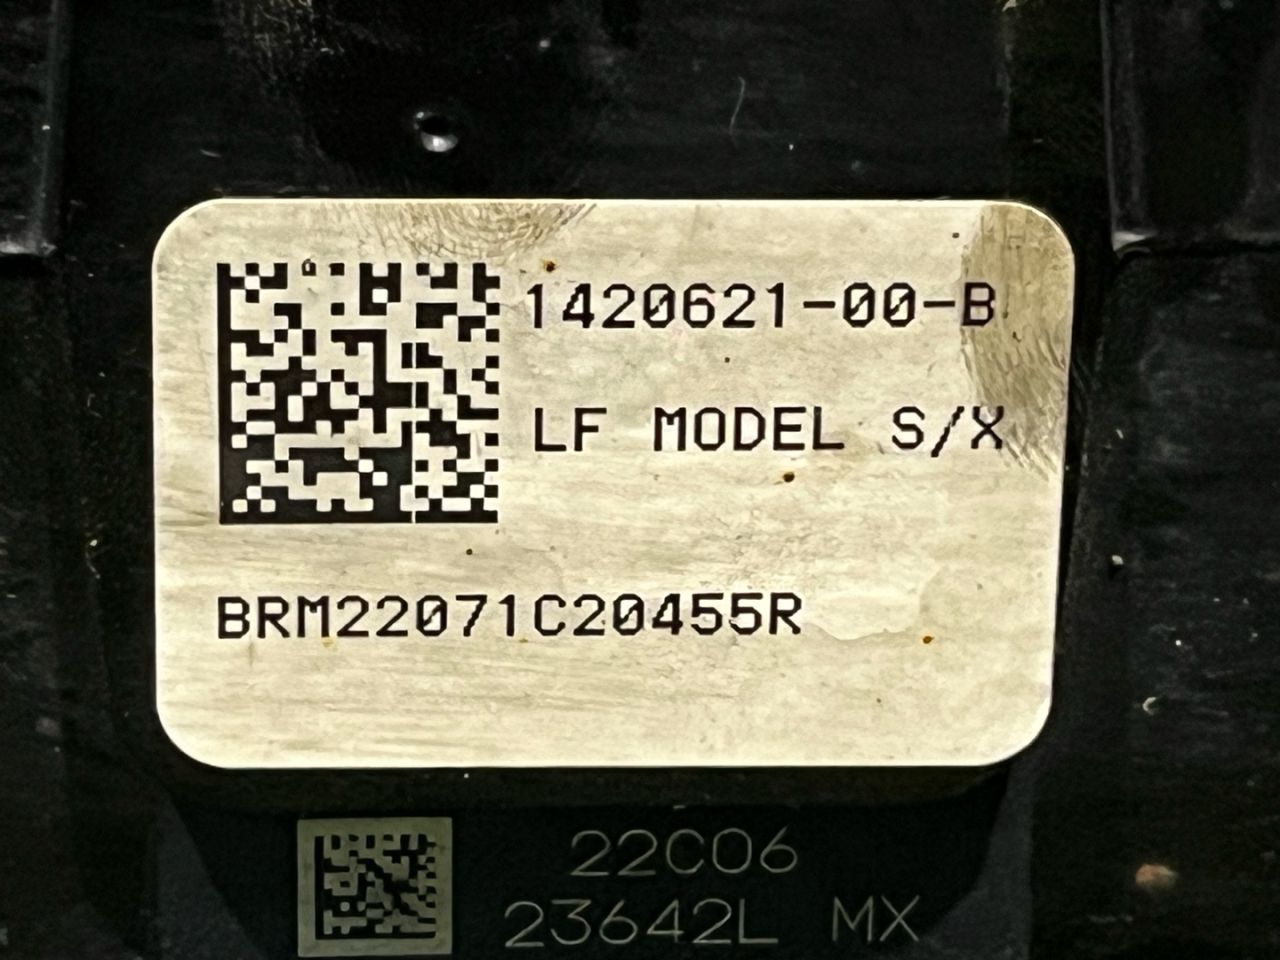 1420621-00-B
LF MODEL S/X
BRM22071C20455R
22C06
23642L MX